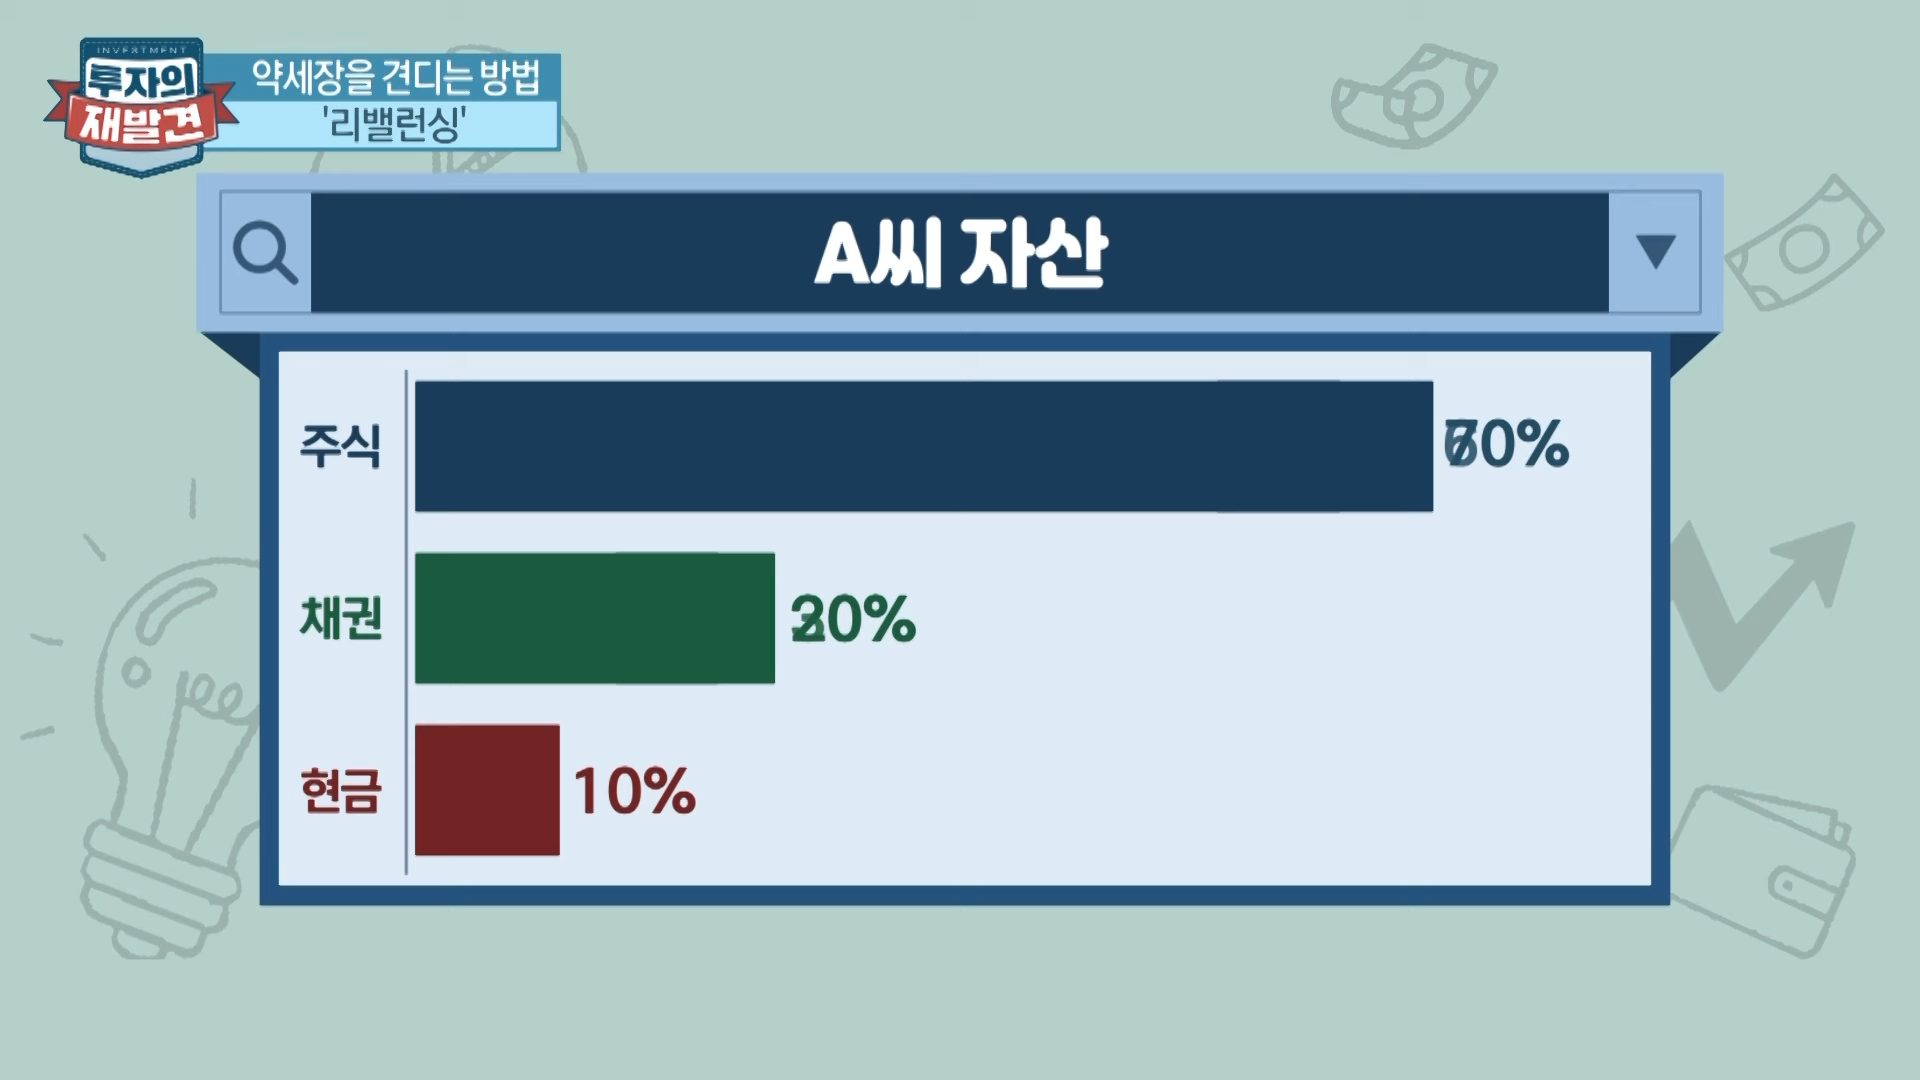 INVESTMENT
투자의
재발견
약세장을 견디는 방법
'리밸런싱'
A씨 자산
주식
채권
현금 10%